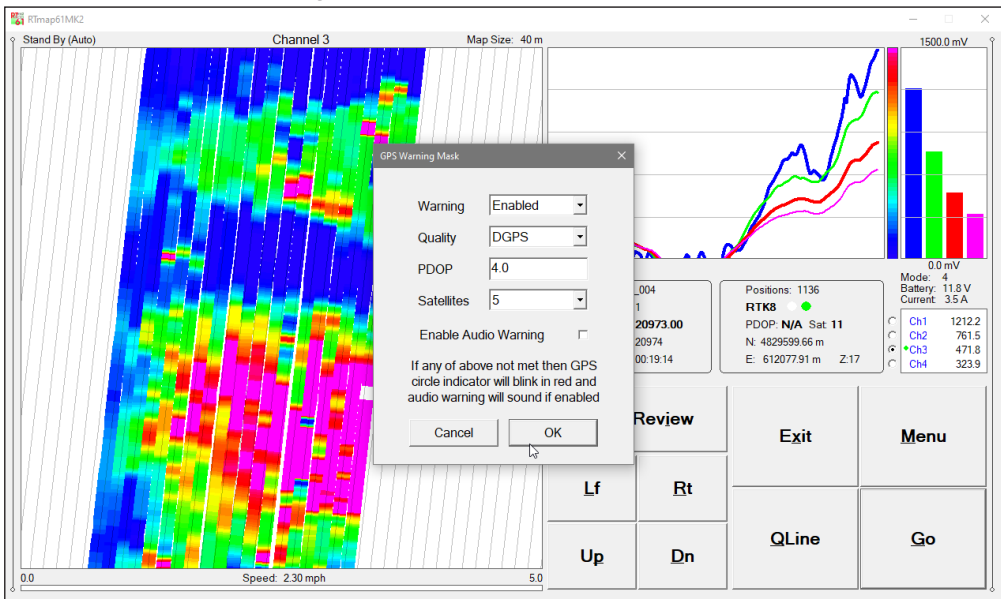 RTmap61MK2
Stand By (Auto)
Channel 3
Map Size: 40 m
1500.0 mV
GPS Warning Mask
Warning Enabled
Quality DGPS
PDOP 4.0
Satellites 5
Enable Audio Warning
If any of above not met then GPS
circle indicator will blink in red and
audio warning will sound if enabled
Cancel
OK
_004
1
20973.00
20974
00:19:14
Positions: 1136
RTK8
PDOP: N/A Sat: 11
N: 4829599.66 m
E: 612077.91 m Z:17
0.0 mV
Mode: 4
Battery: 11.8 V
Current: 3.5 A
Ch1 1212.2
Ch2 761.5
Ch3 471.8
Ch4 323.9
Review
Exit
Menu
Lf
Rt
QLine
Go
Up
Dn
0.0
Speed: 2.30 mph
5.0